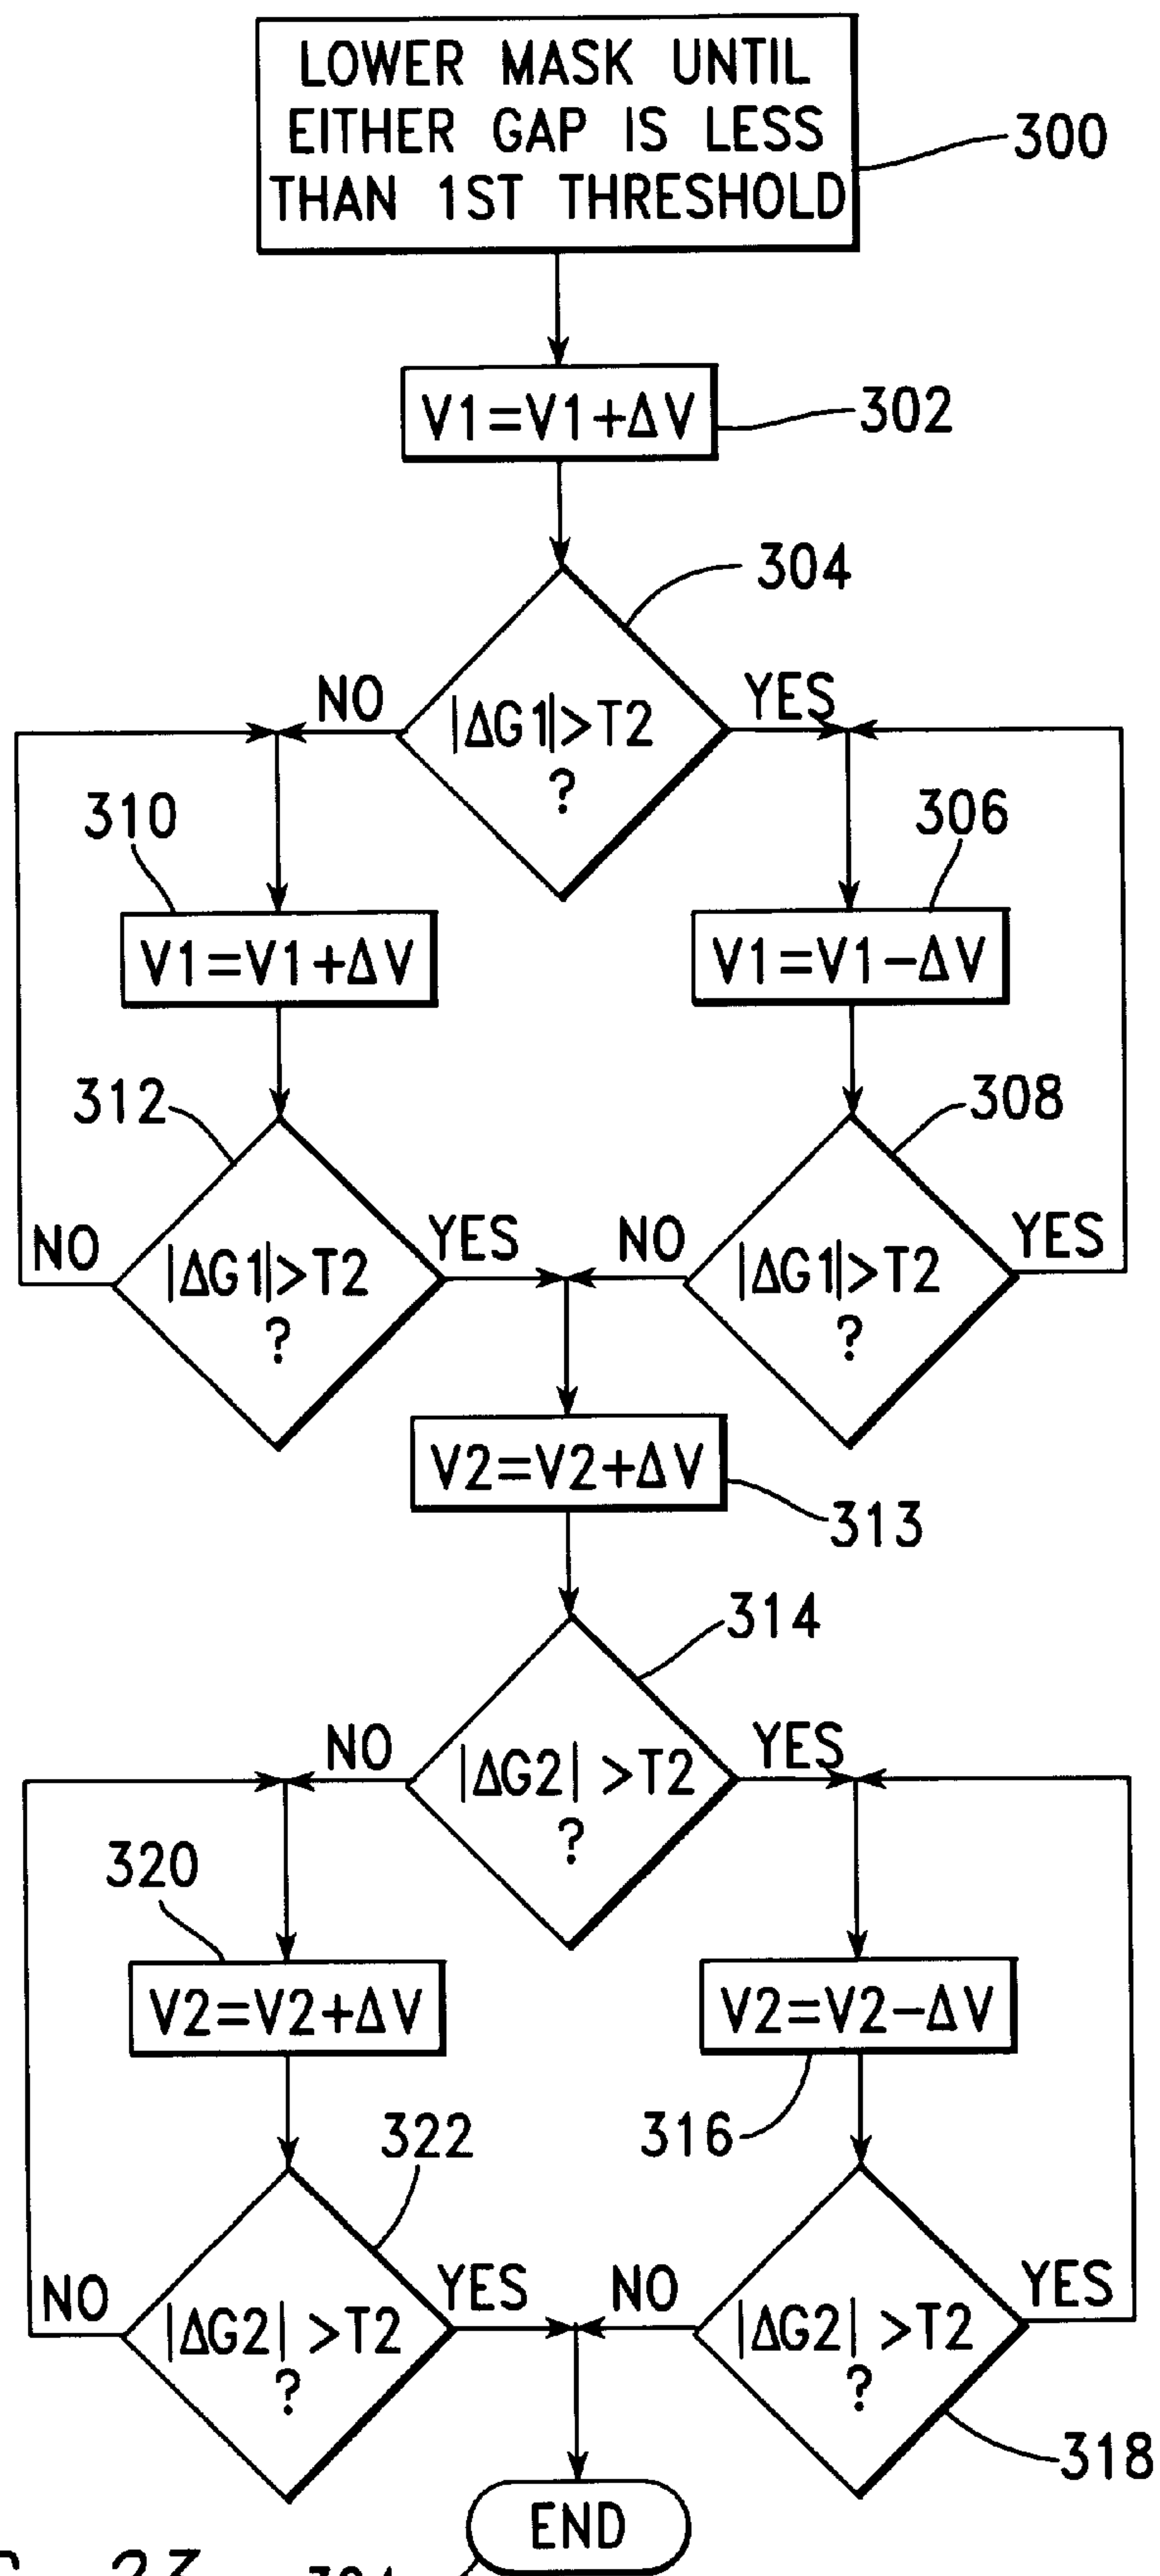 LOWER MASK UNTIL
EITHER GAP IS LESS
THAN 1ST THRESHOLD
300
V1=V1+ΔV
302
304
|ΔG1|>T2
?
NO
YES
310
306
V1=V1+ΔV
V1=V1-ΔV
312
308
NO
|ΔG1|>T2
?
YES
NO
|ΔG1|>T2
?
YES
V2=V2+ΔV
313
314
NO
|ΔG2| >T2
?
YES
320
V2=V2+ΔV
V2=V2-ΔV
322
316
NO
|ΔG2| >T2
?
YES
NO
|ΔG2| >T2
?
YES
318
END
23